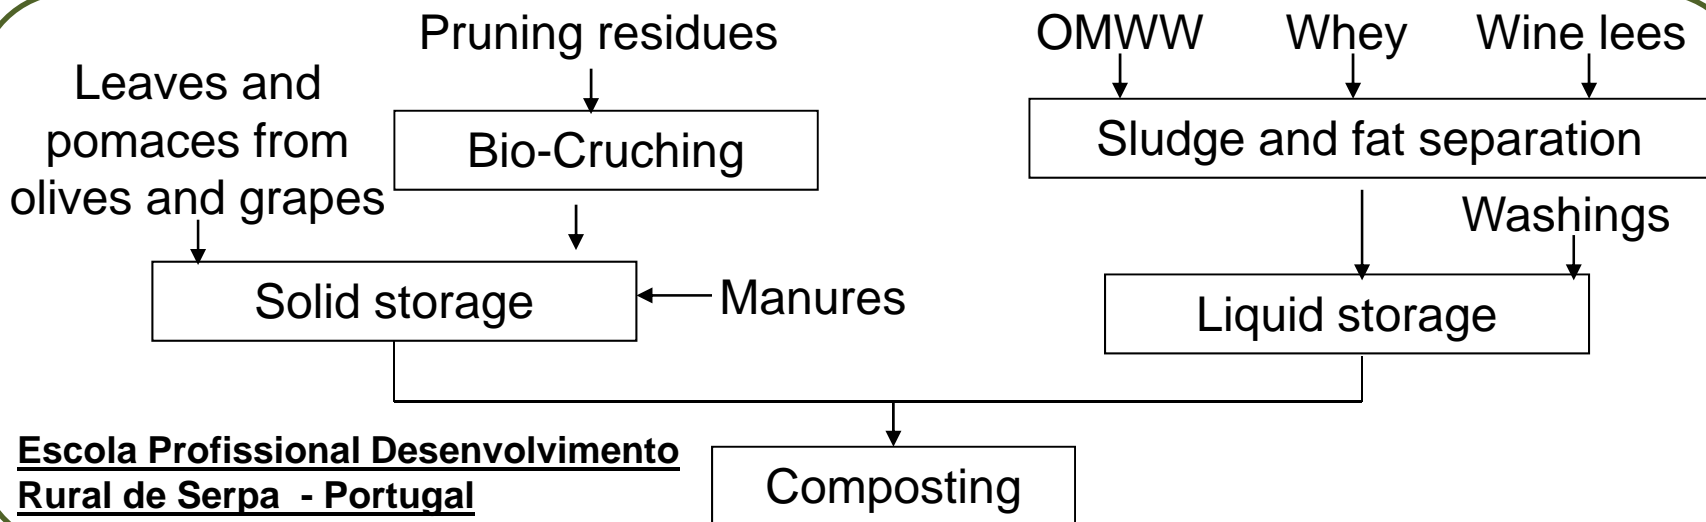 Pruning residues
OMWW
Whey
Wine lees
Leaves and
pomaces from
olives and grapes
Bio-Cruching
Sludge and fat separation
Washings
Solid storage
Manures
Liquid storage
Escola Profissional Desenvolvimento
Rural de Serpa - Portugal
Composting